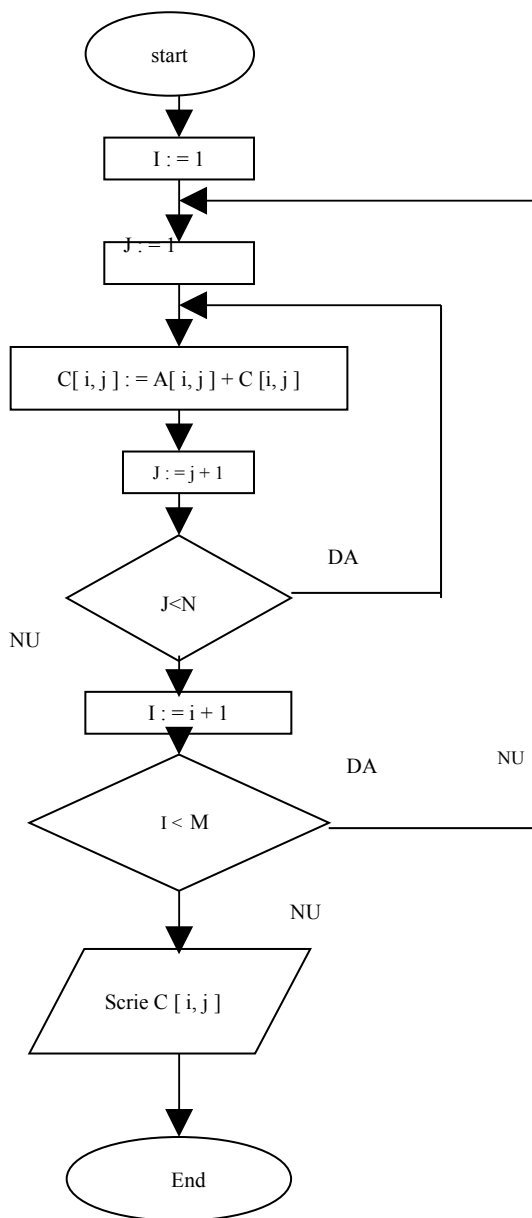 start
I : = 1
J : = 1
C[ i, j ] : = A[ i, j ] + C [i, j ]
J : = j + 1
DA
J<N
NU
I : = i + 1
DA
NU
I < M
NU
Scrie C [ i, j ]
End